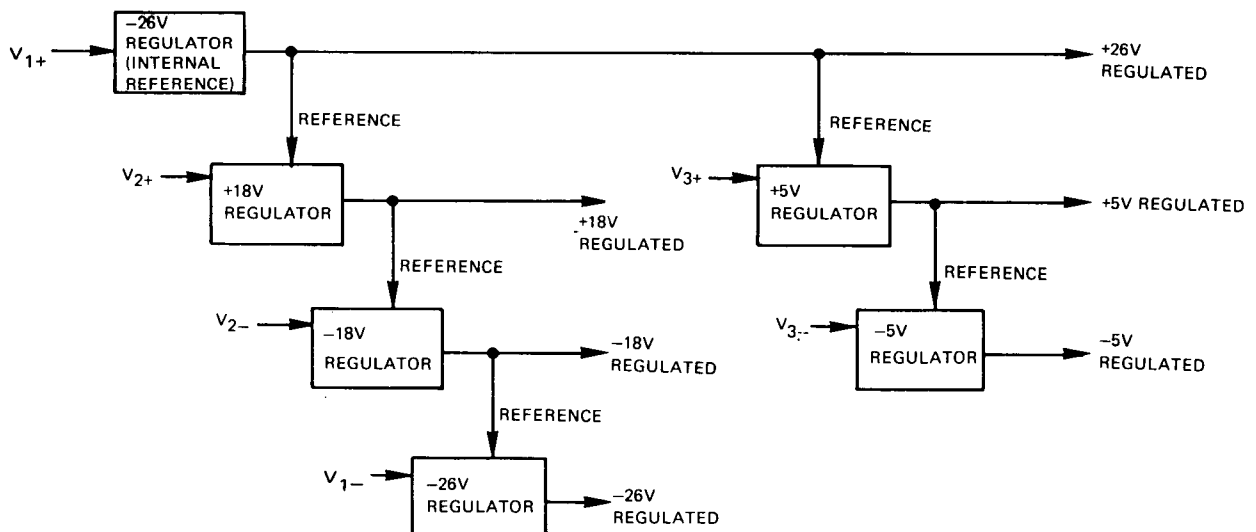 V1+
−26V
REGULATOR
(INTERNAL
REFERENCE)
+26V
REGULATED
REFERENCE
REFERENCE
V2+
+18V
REGULATOR
+18V
REGULATED
V3+
+5V
REGULATOR
+5V REGULATED
REFERENCE
REFERENCE
V2−
−18V
REGULATOR
−18V
REGULATED
V3−
−5V
REGULATOR
−5V
REGULATED
REFERENCE
V1−
−26V
REGULATOR
−26V
REGULATED